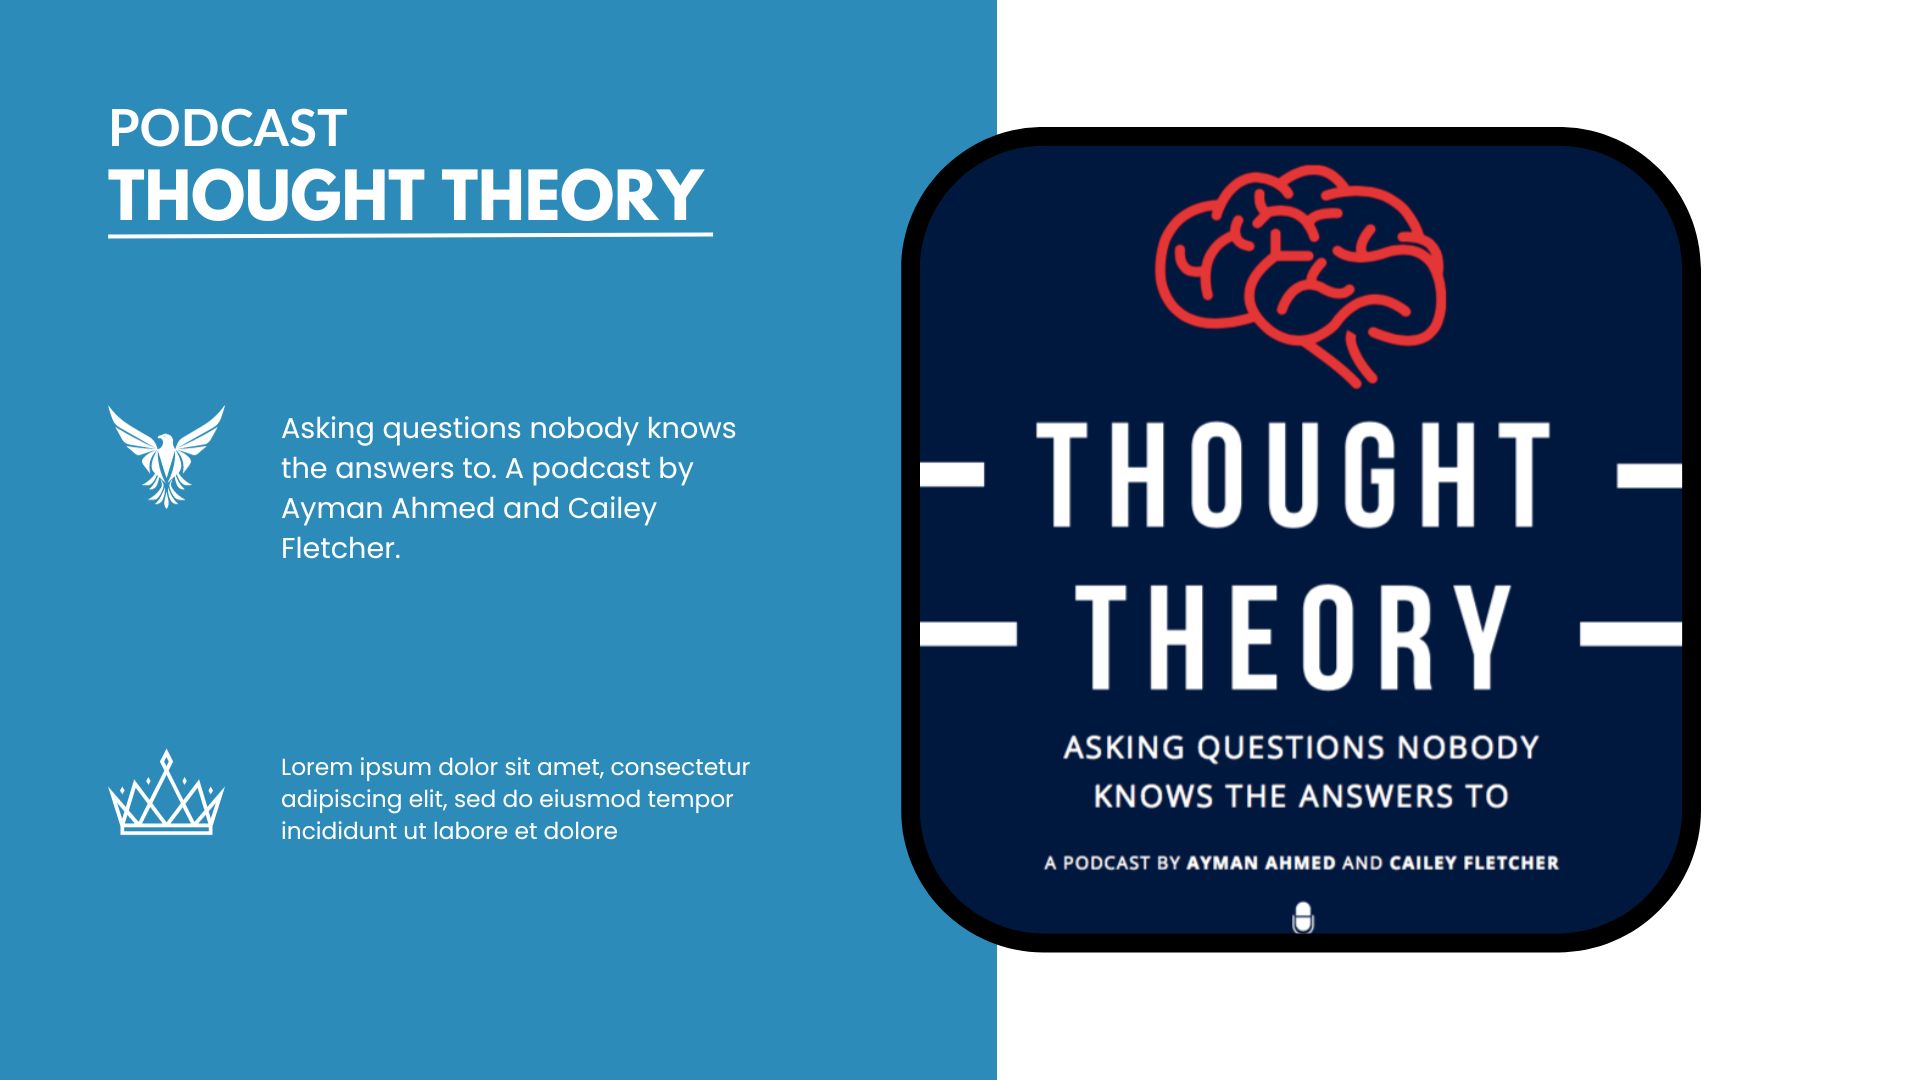 PODCAST
THOUGHT THEORY
Asking questions nobody knows
the answers to. A podcast by
Ayman Ahmed and Cailey
Fletcher.
Lorem ipsum dolor sit amet, consectetur
adipiscing elit, sed do eiusmod tempor
incididunt ut labore et dolore
THOUGHT
THEORY
ASKING QUESTIONS NOBODY
KNOWS THE ANSWERS TO
A PODCAST BY AYMAN AHMED AND CAILEY FLETCHER